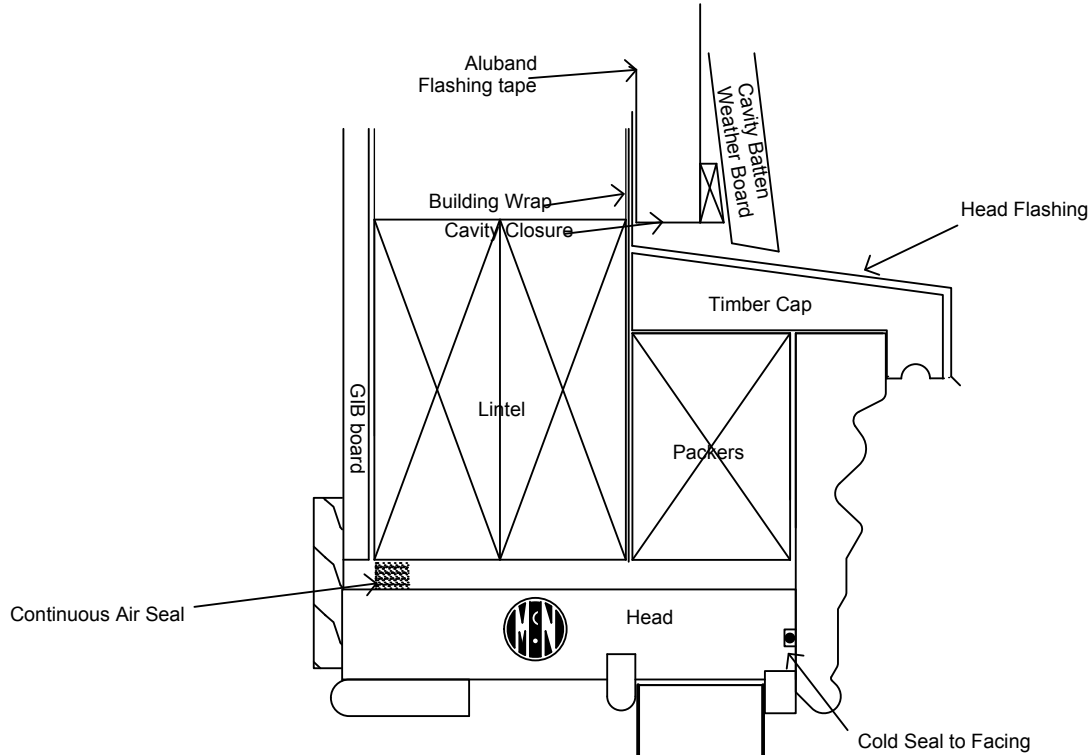 Aluband
Flashing tape
Cavity Batten
Weather Board
Building Wrap
Cavity Closure
Head Flashing
Timber Cap
GIB board
Lintel
Packers
Continuous Air Seal
Head
Cold Seal to Facing